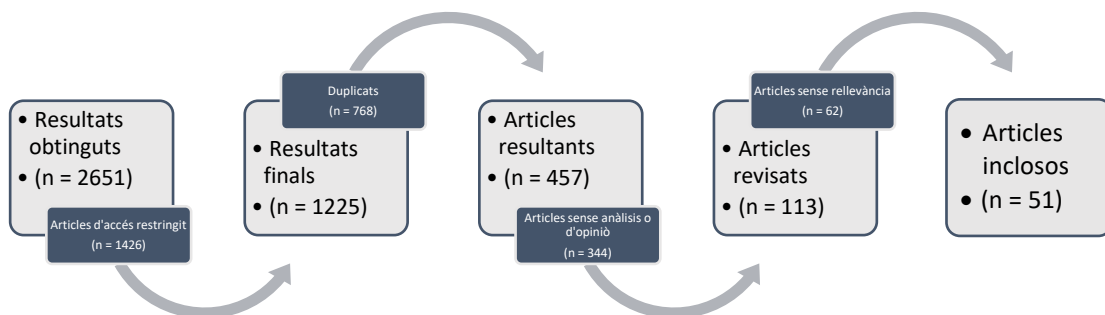 • Resultats
obtinguts
• (n = 2651)
Articles d'accés restringit
(n = 1426)
• Resultats
finals
• (n = 1225)
Duplicats
(n = 768)
• Articles
resultants
• (n = 457)
Articles sense anàlisis o
d'opiniò
(n = 344)
• Articles
revisats
• (n = 113)
Articles sense rellevància
(n = 62)
• Articles
inclosos
• (n = 51)